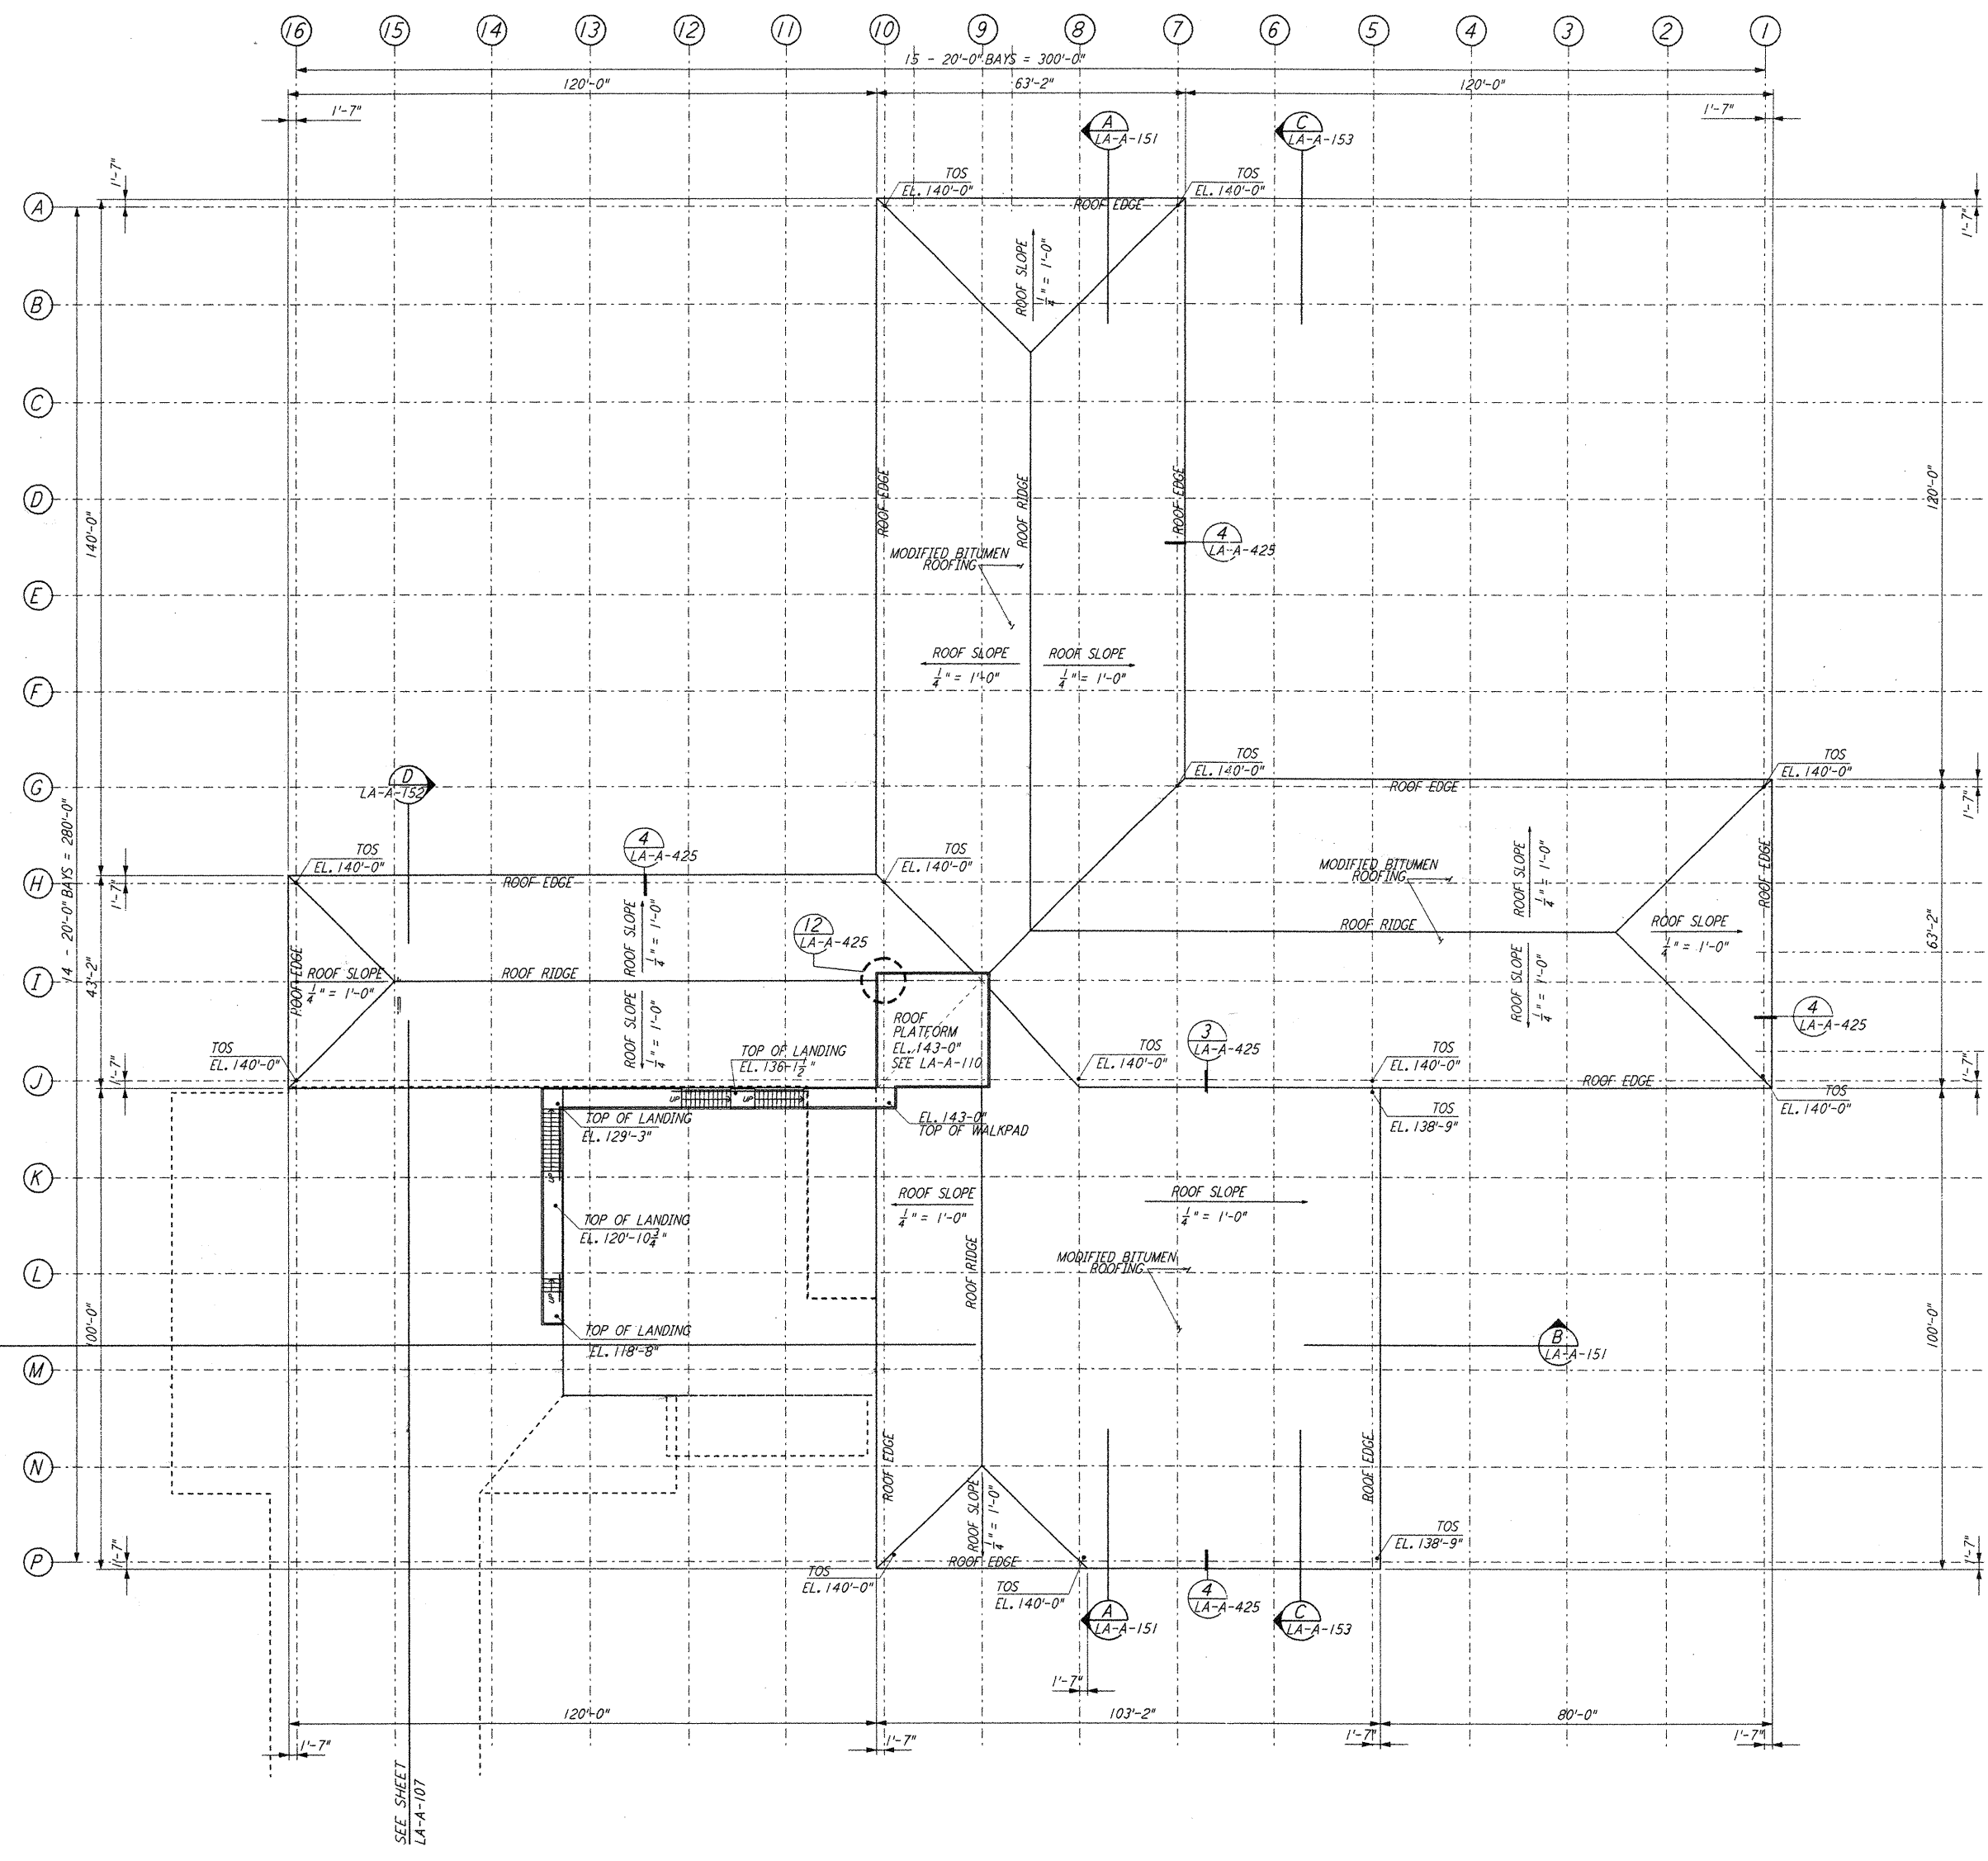 16 15 14 13 12 11 10 9 8 7 6 5 4 3 2 1
15 - 20'-0" BAYS = 300'-0"
120'-0"
63'-2"
120'-0"
1'-7"
1'-7"
A
LA-A-151
C
LA-A-153
1'-7"
TOS
EL. 140'-0"
TOS
EL. 140'-0"
A
ROOF EDGE
1'-7"
ROOF SLOPE
1/4" = 1'-0"
B
C
D
140'-0"
ROOF EDGE
ROOF RIDGE
ROOF EDGE
120'-0"
4
LA-A-425
MODIFIED BITUMEN
ROOFING
E
ROOF SLOPE
1/4" = 1'-0"
ROOF SLOPE
1/4" = 1'-0"
F
TOS
EL. 140'-0"
TOS
EL. 140'-0"
D
LA-A-152
G
ROOF EDGE
1'-7"
14 - 20'-0" BAYS = 280'-0"
4
LA-A-425
TOS
EL. 140'-0"
TOS
EL. 140'-0"
H
1'-7"
ROOF EDGE
MODIFIED BITUMEN
ROOFING
ROOF SLOPE
1/4" = 1'-0"
ROOF EDGE
12
LA-A-425
ROOF SLOPE
1/4" = 1'-0"
ROOF RIDGE
ROOF SLOPE
1/4" = 1'-0"
63'-2"
43'-2"
I
ROOF EDGE
ROOF SLOPE
1/4" = 1'-0"
ROOF RIDGE
ROOF SLOPE
1/4" = 1'-0"
ROOF SLOPE
1/4" = 1'-0"
4
LA-A-425
ROOF
PLATFORM
EL. 143'-0"
SEE LA-A-110
3
LA-A-425
TOS
EL. 140'-0"
TOP OF LANDING
EL. 136'-1 1/2"
TOS
EL. 140'-0"
TOS
EL. 140'-0"
J
1'-7"
ROOF EDGE
1'-7"
UP
UP
TOP OF LANDING
EL. 129'-3"
EL. 143'-0"
TOP OF WALKPAD
TOS
EL. 138'-9"
TOS
EL. 140'-0"
K
UP
ROOF SLOPE
1/4" = 1'-0"
ROOF SLOPE
1/4" = 1'-0"
TOP OF LANDING
EL. 120'-10 3/4"
L
ROOF RIDGE
MODIFIED BITUMEN
ROOFING
UP
100'-0"
TOP OF LANDING
EL. 118'-8"
100'-0"
B
LA-A-151
M
N
ROOF EDGE
ROOF SLOPE
1/4" = 1'-0"
ROOF EDGE
TOS
EL. 138'-9"
P
1'-7"
ROOF EDGE
1'-7"
TOS
EL. 140'-0"
TOS
EL. 140'-0"
4
LA-A-425
A
LA-A-151
C
LA-A-153
1'-7"
120'-0"
103'-2"
80'-0"
1'-7"
1'-7"
1'-7"
1'-7"
SEE SHEET
LA-A-107